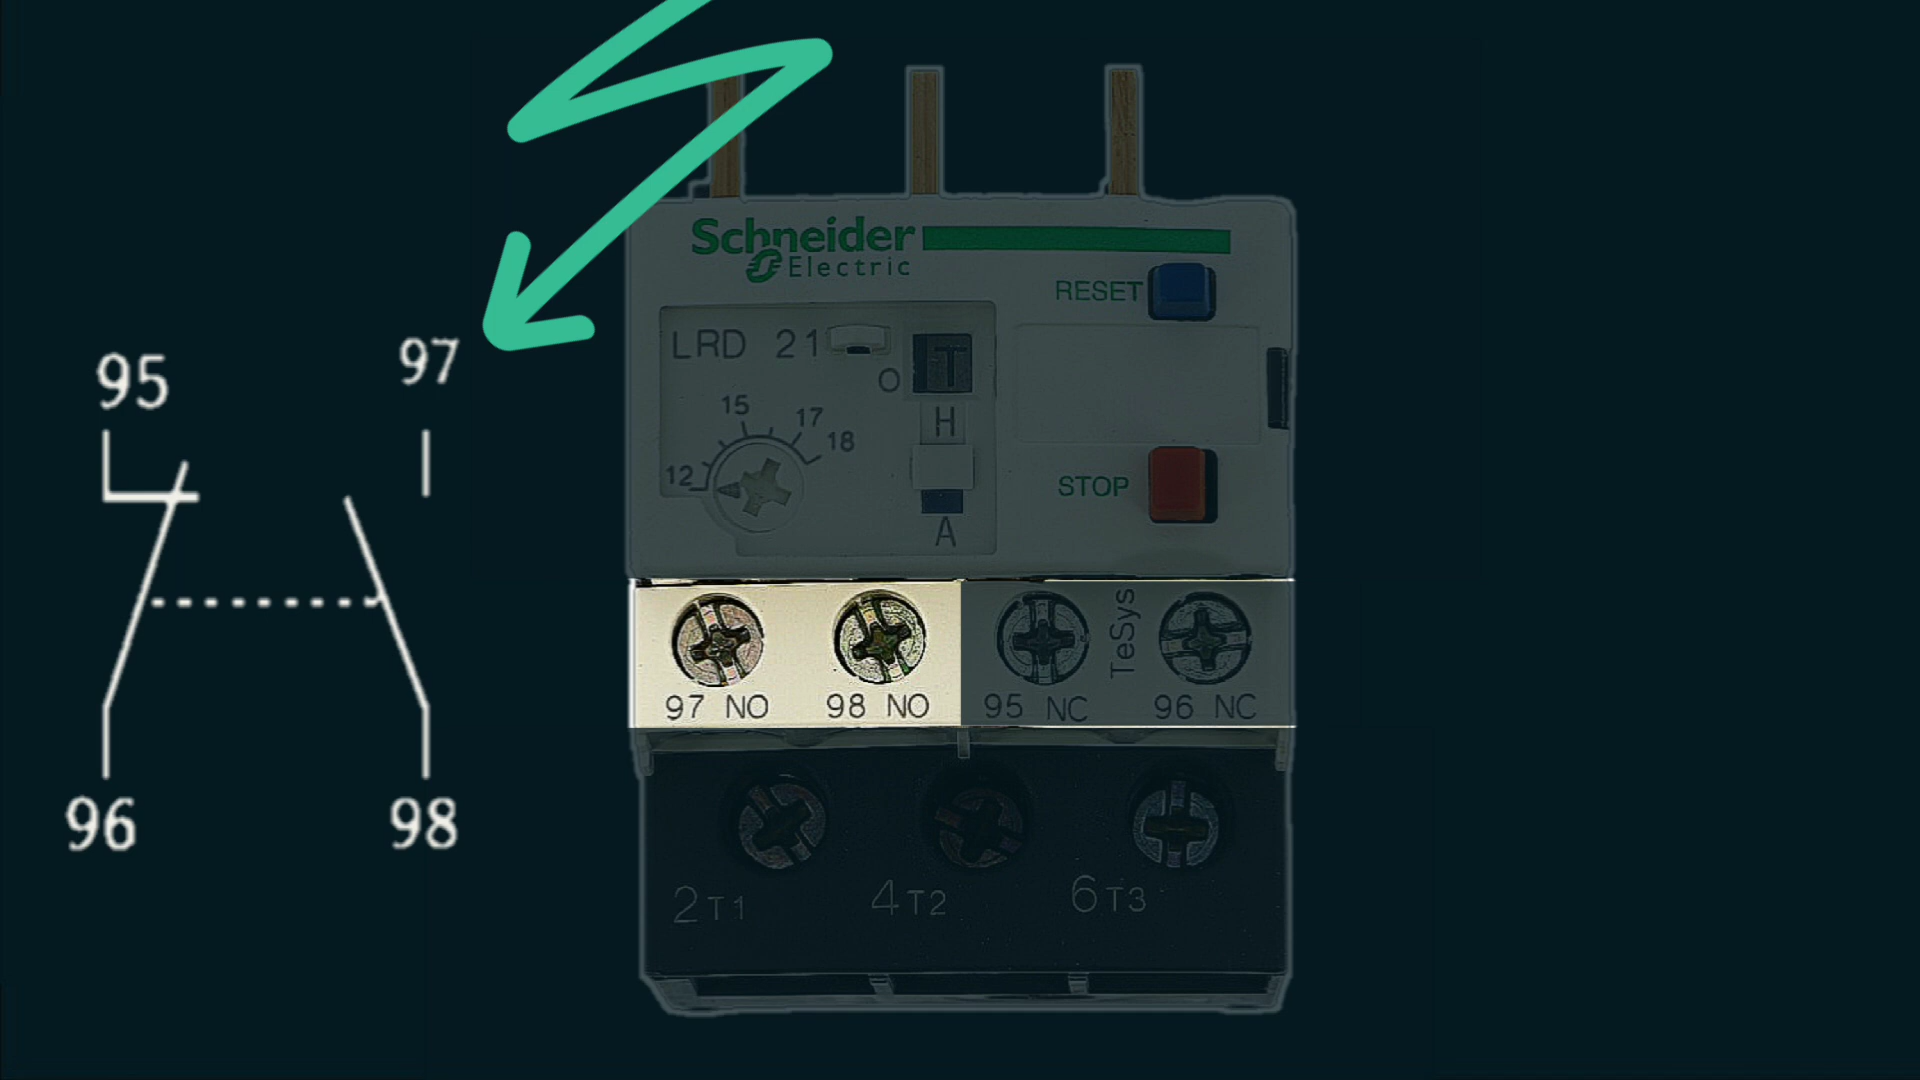 95
97
96
98
Schneider
Electric
RESET
LRD 21
O
T
H
A
15
17
18
12
STOP
TeSys
97 NO
98 NO
95 NC
96 NC
2T1
4T2
6T3